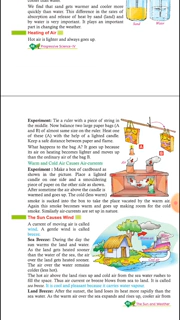 We find that sand gets warmer and cooler more
quickly than water. This difference in the rates of
absorption and release of heat by sand (land) and
by water is very important. It plays an important
part in changing the weather.
Sand
Water
Heating of Air
Hot air is lighter and always goes up.
Progressive Science IV
Experiment: Tie a ruler with a piece of string in
the middle. Now balance two large paper bags (A
and B) of almost same size on the ruler. Heat one
of these (A) with the help of a lighted candle.
Keep a safe distance between paper and flame.
What happens to the bag A? It goes up because
its air on heating becomes lighter and moves up
than the ordinary air of the bag B.
Warm and Cold Air Create Air-currents
Experiment : Make a box of cardboard as
shown in the picture. Place a lighted
candle on one side and a smouldering
piece of paper on the other side as shown.
After sometime the air above the candle is
warmed and goes up. The cold (less warm)
smoke is sucked into the hole to take the place vacated by the warm air.
Again this smoke becomes warm and goes up making room for the cold
smoke. Similarly air-currents are set up in nature.
The Sun Causes Wind
A current of moving air is called
wind. A gentle wind is called
breeze.
Sea Breeze: During the day the
sun warms the land and water.
As the land gets heated sooner
than the water of the sea, the air
over the land gets heated sooner.
The air over the water remains
colder (less hot).
The hot air above the land rises up and cold air from the sea water rushes to
fill the space. Thus air current or breeze blows from sea to land. It is called
sea breeze. It is cool and pleasant because it carries water vapour.
Land Breeze: After the sunset, the land loses its heat more rapidly than the
sea water. As the warm air over the sea expands and rises up, cooler air from
The Sun and Weather